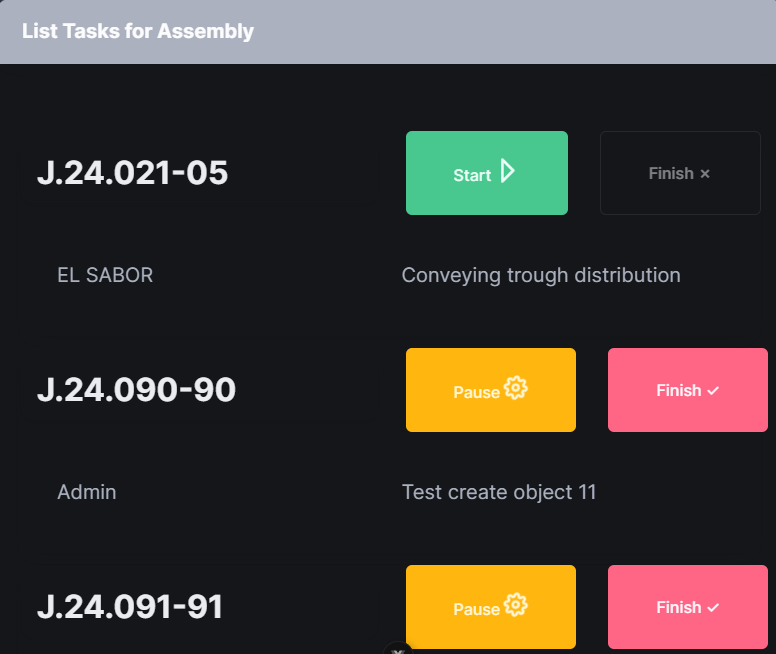 List Tasks for Assembly
J.24.021-05
Start
Finish ×
EL SABOR
Conveying trough distribution
J.24.090-90
Pause
Finish ✓
Admin
Test create object 11
J.24.091-91
Pause
Finish ✓